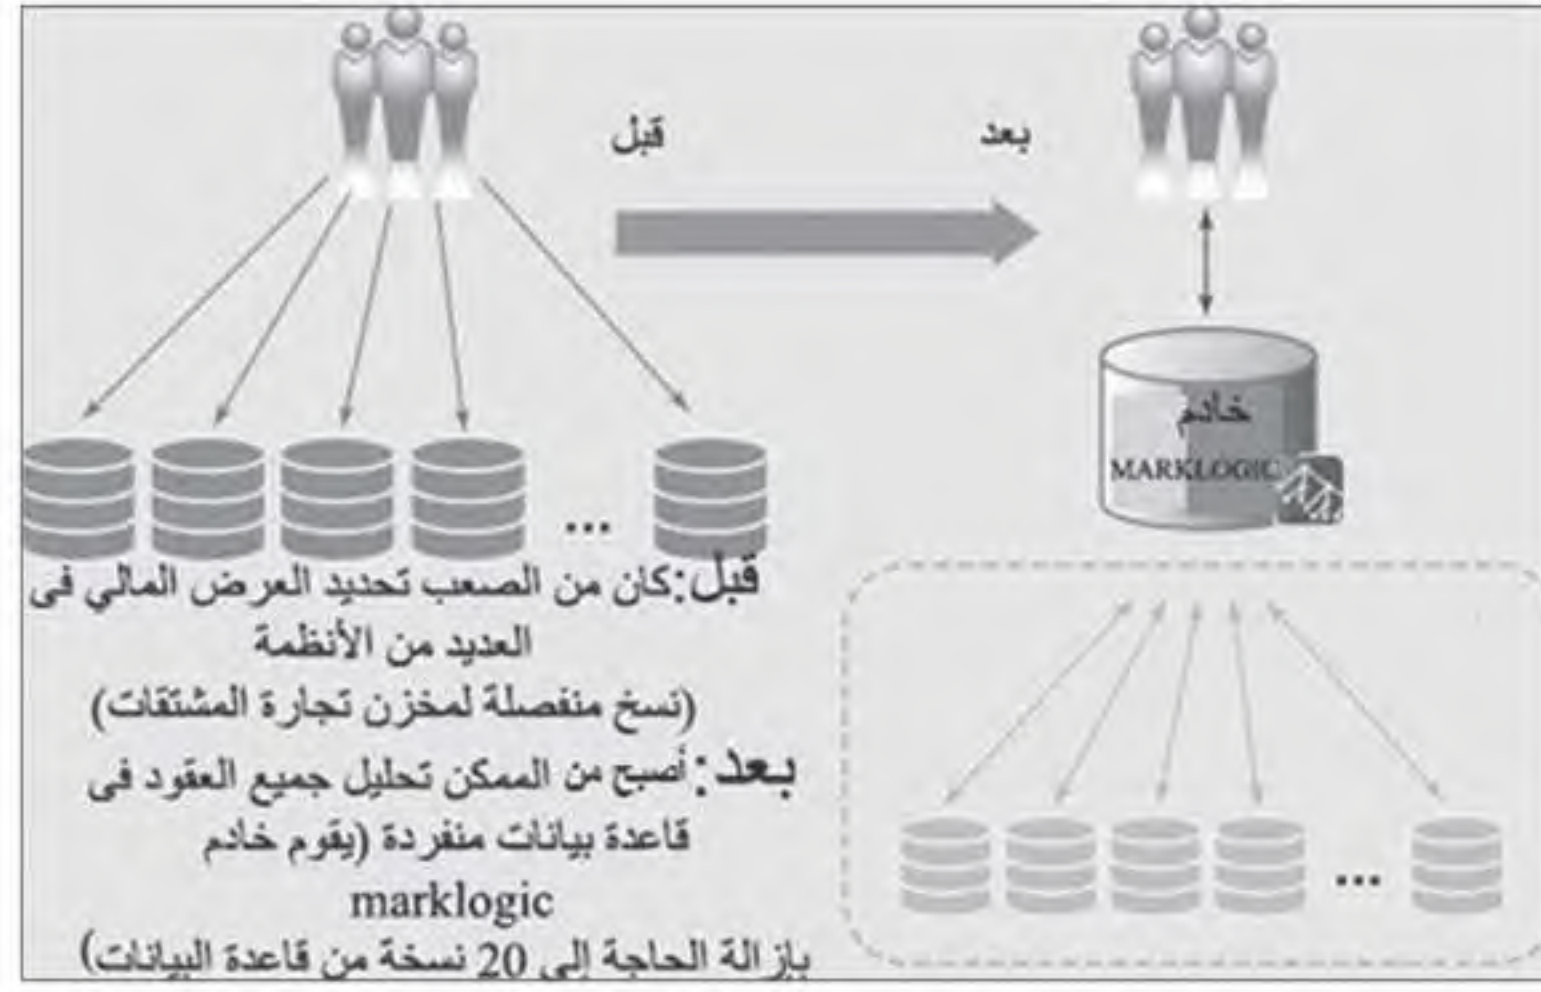 قبل
بعد
خادم
MARKLOGIC
قبل: كان من الصعب تحديد العرض المالي فى
العديد من الأنظمة
(نسخ منفصلة لمخزن تجارة المشتقات)
بعد: أصبح من الممكن تحليل جميع العقود فى
قاعدة بيانات منفردة (يقوم خادم
marklogic
بإزالة الحاجة إلى 20 نسخة من قاعدة البيانات)